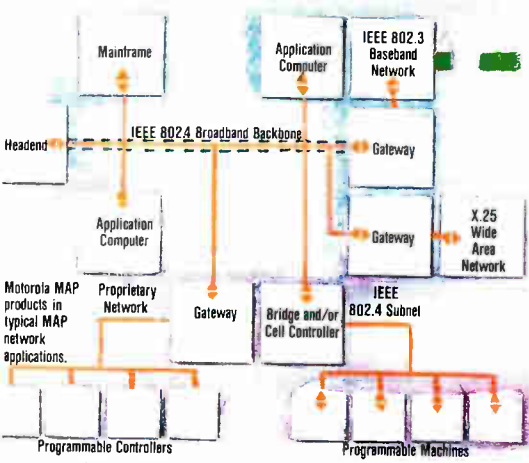 Mainframe
Application
Computer
IEEE 802.3
Baseband
Network
Headend
IEEE 802.4 Broadband Backbone
Gateway
Application
Computer
Gateway
X.25
Wide
Area
Network
Motorola MAP
products in
typical MAP
network
applications.
Proprietary
Network
Gateway
Bridge and/or
Cell Controller
IEEE
802.4 Subnet
Programmable Controllers
Programmable Machines